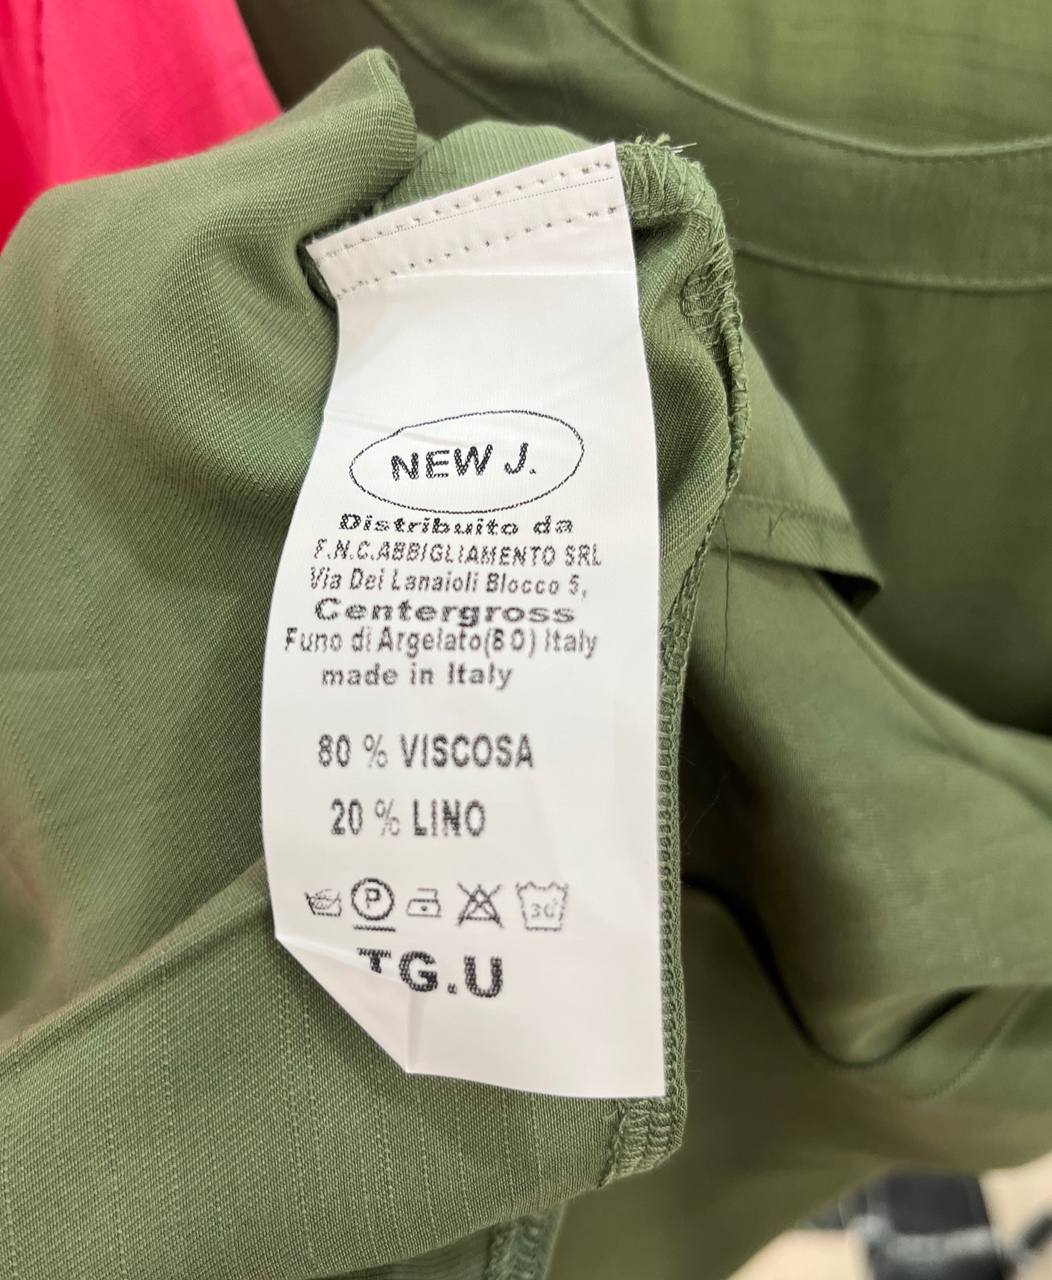 NEW J.
Distribuito da
F.N.C.ABBIGLIAMENTO SRL
Via Dei Lanaioli Blocco 5,
Centergross
Funo di Argelato(BO) Italy
made in Italy
80 % VISCOSA
20 % LINO
P
30°
TG.U